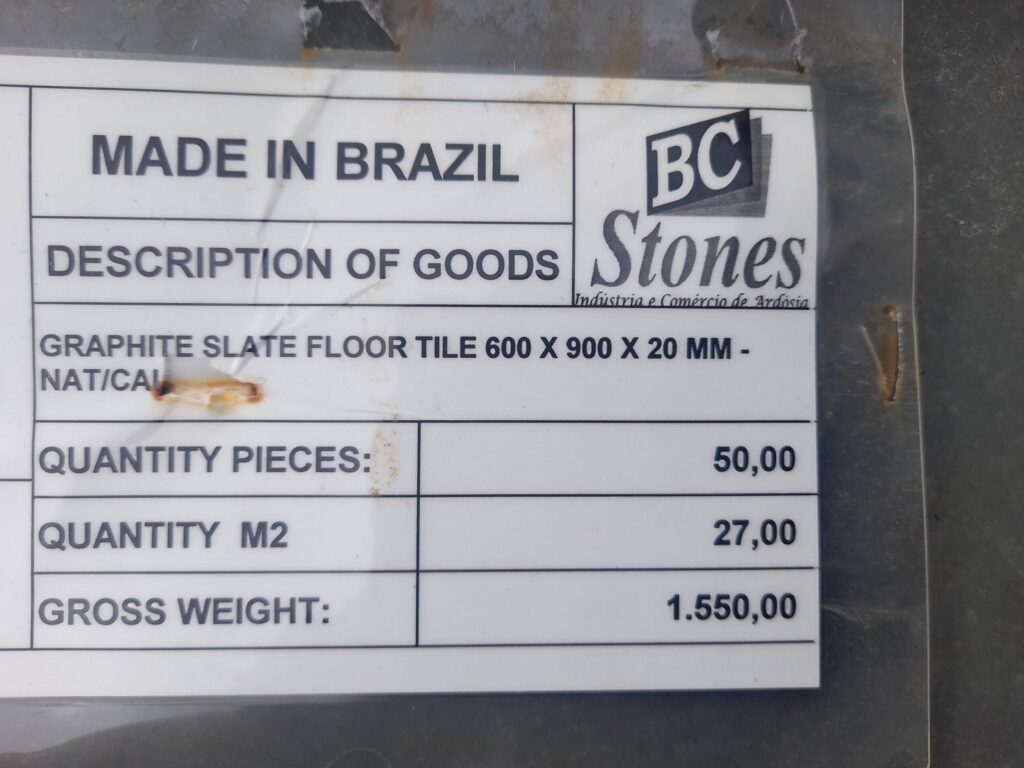 MADE IN BRAZIL
BC
Stones
Indústria e Comércio de Ardósia
DESCRIPTION OF GOODS
GRAPHITE SLATE FLOOR TILE 600 X 900 X 20 MM -
NAT/CAL
QUANTITY PIECES: 50,00
QUANTITY M2 27,00
GROSS WEIGHT: 1.550,00